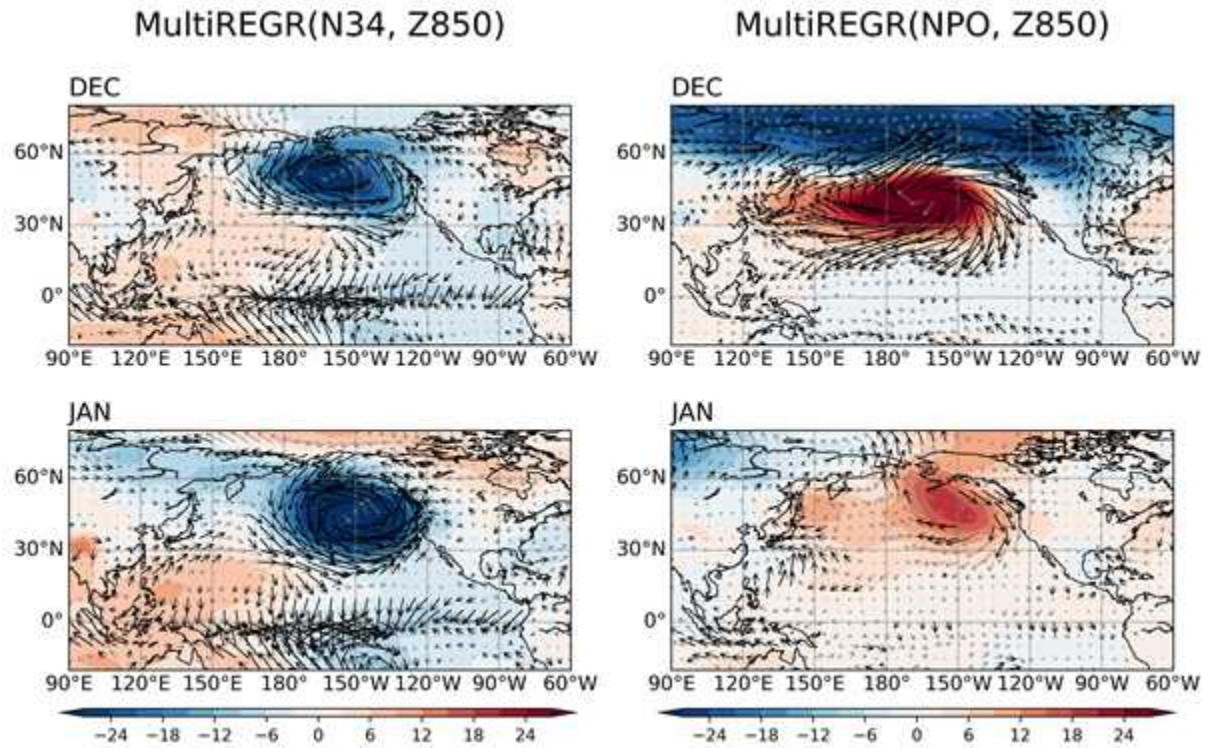 MultiREGR(N34, Z850) MultiREGR(NPO, Z850)
DEC DEC
60°N 60°N
30°N 30°N
0° 0°
90°E 120°E 150°E 180° 150°W 120°W 90°W 60°W 90°E 120°E 150°E 180° 150°W 120°W 90°W 60°W
JAN JAN
60°N 60°N
30°N 30°N
0° 0°
90°E 120°E 150°E 180° 150°W 120°W 90°W 60°W 90°E 120°E 150°E 180° 150°W 120°W 90°W 60°W
−24 −18 −12 −6 0 6 12 18 24 −24 −18 −12 −6 0 6 12 18 24